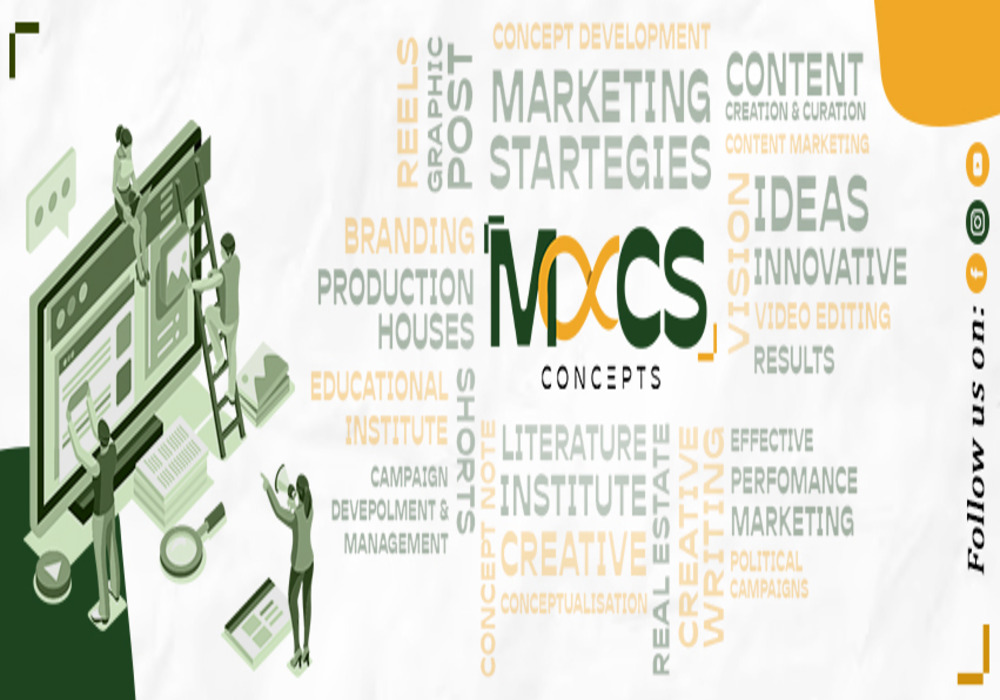 CONCEPT DEVELOPMENT
REELS
GRAPHIC
POST
MARKETING
STARTEGIES
CONTENT
CREATION & CURATION
CONTENT MARKETING
VISION
IDEAS
INNOVATIVE
VIDEO EDITING
RESULTS
BRANDING
PRODUCTION
HOUSES
MOCS
CONCEPTS
EDUCATIONAL
INSTITUTE
SHORTS
CAMPAIGN
DEVEPOLMENT &
MANAGEMENT
CONCEPT NOTE
LITERATURE
INSTITUTE
CREATIVE
CONCEPTUALISATION
REAL ESTATE
CREATIVE
WRITING
EFFECTIVE
PERFOMANCE
MARKETING
POLITICAL
CAMPAIGNS
Follow us on: